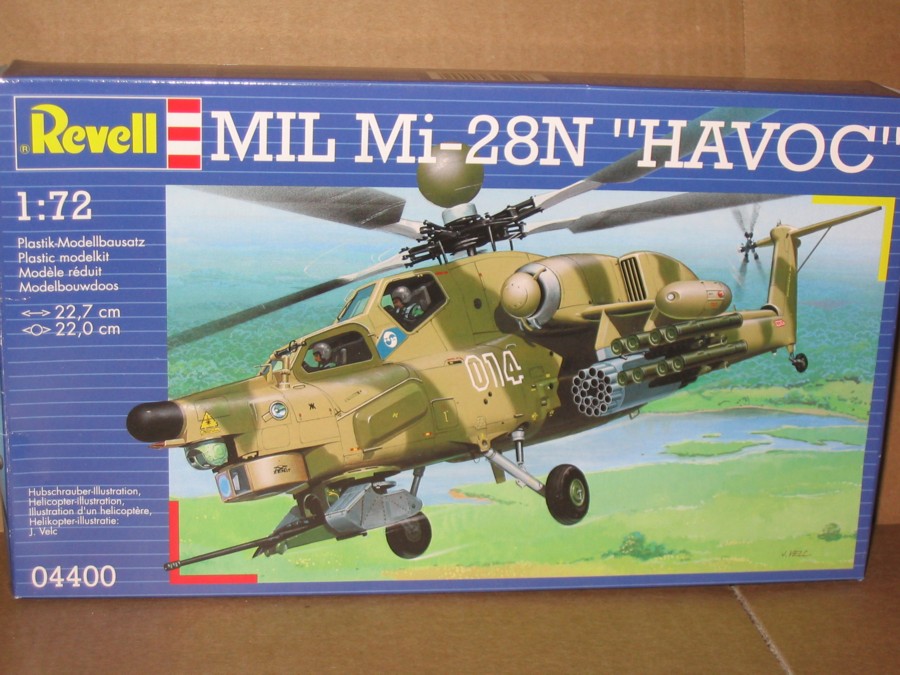 ® Revell
MIL Mi-28N "HAVOC"
1:72
Plastik-Modellbausatz
Plastic modelkit
Modèle réduit
Modelbouwdoos
22,7 cm
22,0 cm
014
Hubschrauber-Illustration,
Helicopter-illustration,
Illustration d'un helicoptère,
Helikopter-illustratie:
J. Velc
J. VELC
04400